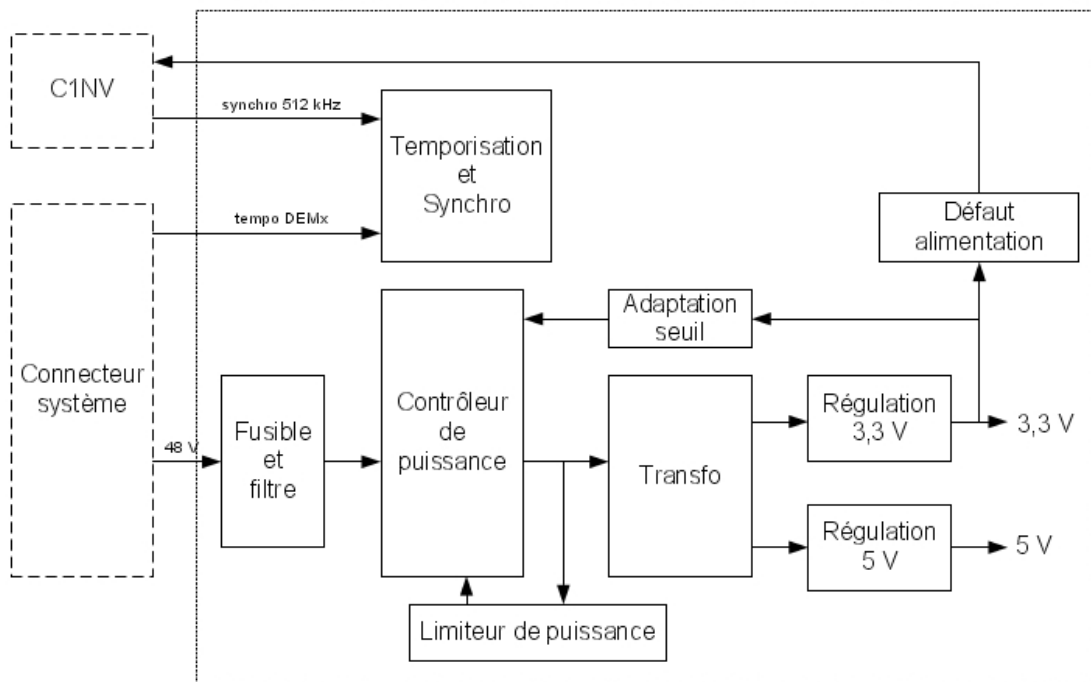 C1NV
synchro 512 kHz
Temporisation
et
Synchro
tempo DEMx
Défaut
alimentation
Adaptation
seuil
Connecteur
système
48 V
Fusible
et
filtre
Contrôleur
de
puissance
Transfo
Régulation
3,3 V
3,3 V
Régulation
5 V
5 V
Limiteur de puissance